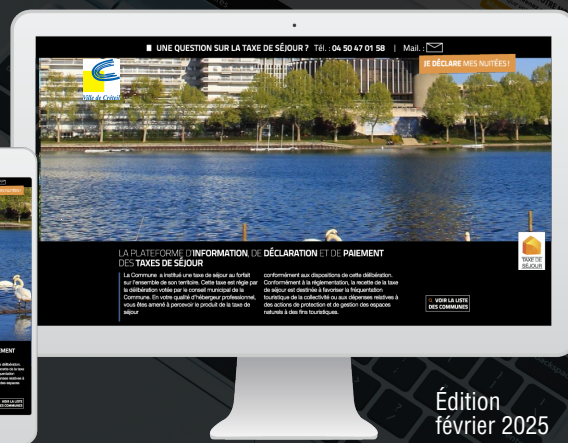 UNE QUESTION SUR LA TAXE DE SÉJOUR ? Tél. : 04 50 47 01 58 | Mail. :
JE DÉCLARE MES NUITÉES !
Ville de Créteil
LA PLATEFORME D'INFORMATION, DE DÉCLARATION ET DE PAIEMENT
DES TAXES DE SÉJOUR
La Commune a institué une taxe de séjour au forfait
sur l'ensemble de son territoire. Cette taxe est régie par
la délibération votée par le conseil municipal de la
Commune. En votre qualité d'hébergeur professionnel,
vous êtes amené à percevoir le produit de la taxe de
séjour
conformément aux dispositions de cette délibération.
Conformément à la réglementation, la recette de la taxe
de séjour est destinée à favoriser la fréquentation
touristique de la collectivité ou aux dépenses relatives à
des actions de protection et de gestion des espaces
naturels à des fins touristiques.
TAXE DE
SÉJOUR
VOIR LA LISTE
DES COMMUNES
Édition
février 2025